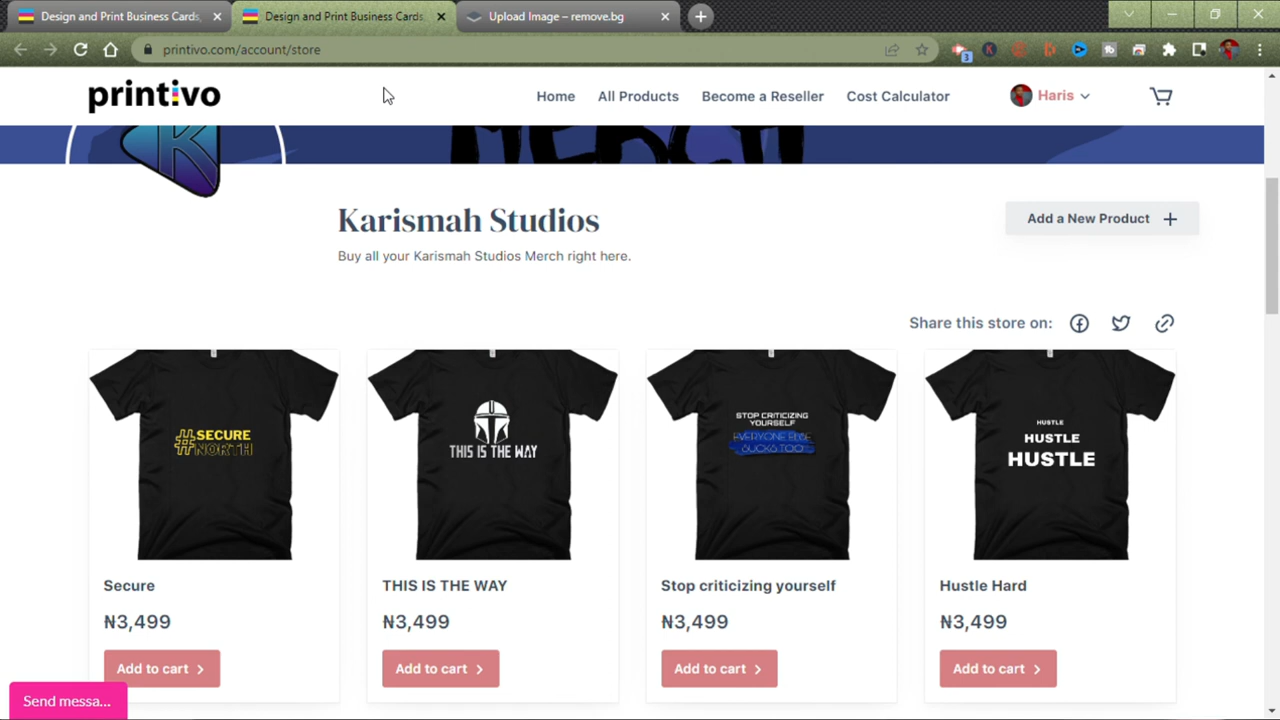 Design and Print Business Cards,
Design and Print Business Cards,
Upload Image – remove.bg
printivo.com/account/store
3
printivo
Home
All Products
Become a Reseller
Cost Calculator
Haris
K
MERCH
Karismah Studios
Add a New Product +
Buy all your Karismah Studios Merch right here.
Share this store on:
#SECURE
NORTH
THIS IS THE WAY
STOP CRITICIZING
YOURSELF
EVERYONE ELSE
SUCKS TOO
HUSTLE
HUSTLE
HUSTLE
Secure
THIS IS THE WAY
Stop criticizing yourself
Hustle Hard
₦3,499
₦3,499
₦3,499
₦3,499
Add to cart
Add to cart
Add to cart
Add to cart
Send messa...